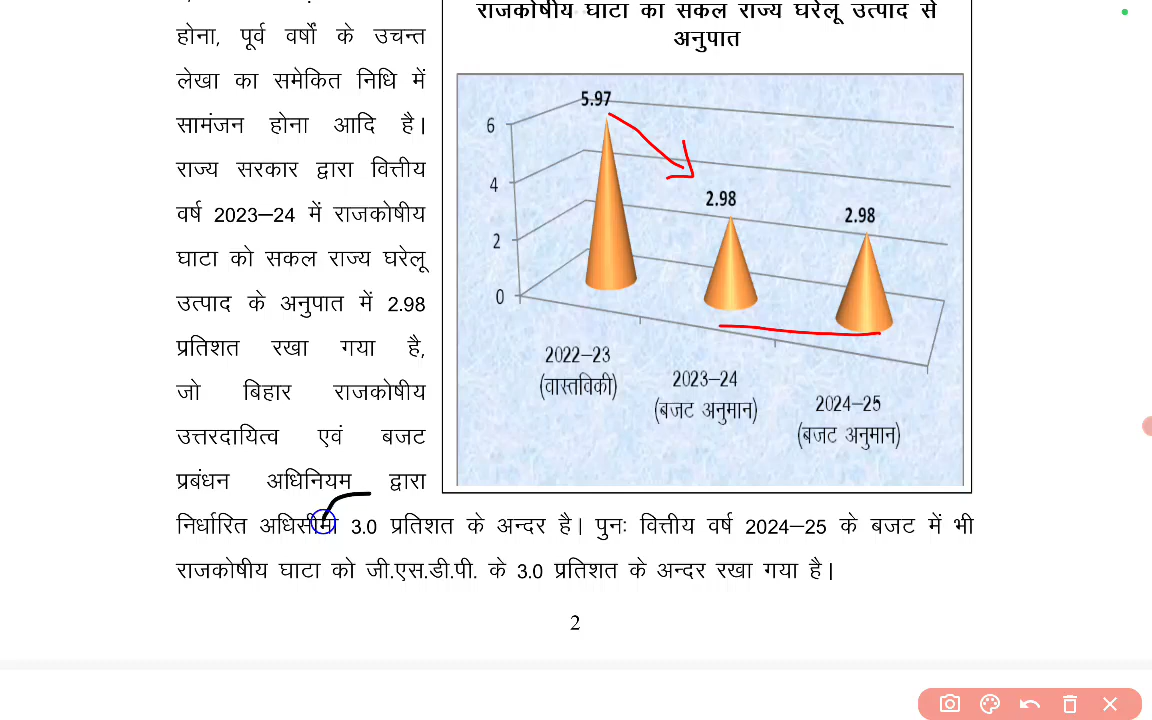 होना, पूर्व वर्षों के उचन्त
लेखा का समेकित निधि में
सामंजन होना आदि है।
राज्य सरकार द्वारा वित्तीय
वर्ष 2023–24 में राजकोषीय
घाटा को सकल राज्य घरेलू
उत्पाद के अनुपात में 2.98
प्रतिशत रखा गया है,
जो बिहार राजकोषीय
उत्तरदायित्व एवं बजट
प्रबंधन अधिनियम द्वारा
निर्धारित अधिसीमा 3.0 प्रतिशत के अन्दर है। पुनः वित्तीय वर्ष 2024–25 के बजट में भी
राजकोषीय घाटा को जी.एस.डी.पी. के 3.0 प्रतिशत के अन्दर रखा गया है।
राजकोषीय घाटा का सकल राज्य घरेलू उत्पाद से
अनुपात
5.97
2.98
2.98
6
4
2
0
2022–23
(वास्तविकी)
2023–24
(बजट अनुमान)
2024–25
(बजट अनुमान)
2